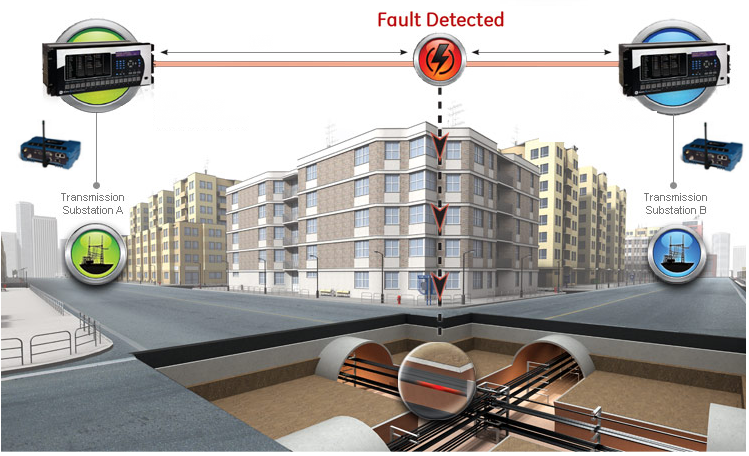 Fault Detected
Transmission
Substation A
Transmission
Substation B